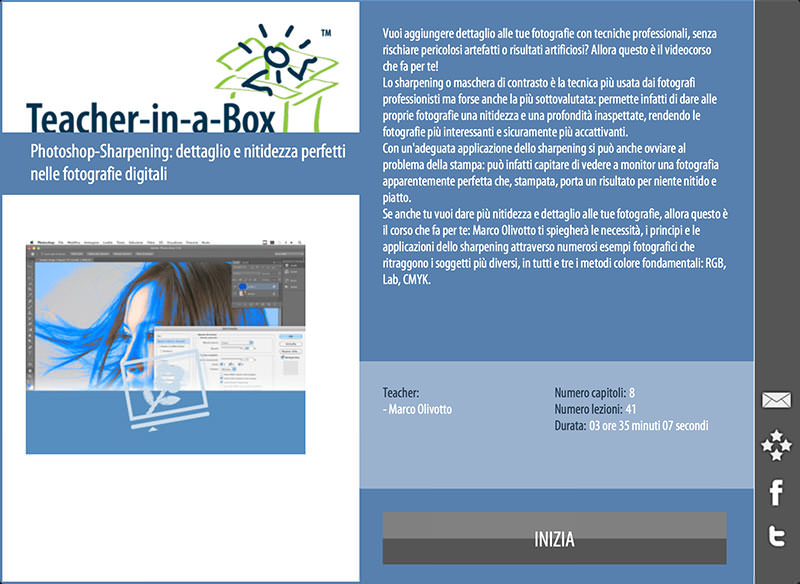 TM
Teacher-in-a-Box
Photoshop-Sharpening: dettaglio e nitidezza perfetti
nelle fotografie digitali
Vuoi aggiungere dettaglio alle tue fotografie con tecniche professionali, senza
rischiare pericolosi artefatti o risultati artificiosi? Allora questo è il videocorso
che fa per te!
Lo sharpening o maschera di contrasto è la tecnica più usata dai fotografi
professionisti ma forse anche la più sottovalutata: permette infatti di dare alle
proprie fotografie una nitidezza e una profondità inaspettate, rendendo le
fotografie più interessanti e sicuramente più accattivanti.
Con un'adeguata applicazione dello sharpening si può anche ovviare al
problema della stampa: può infatti capitare di vedere a monitor una fotografia
apparentemente perfetta che, stampata, porta un risultato per niente nitido e
piatto.
Se anche tu vuoi dare più nitidezza e dettaglio alle tue fotografie, allora questo è
il corso che fa per te: Marco Olivotto ti spiegherà le necessità, i principi e le
applicazioni dello sharpening attraverso numerosi esempi fotografici che
ritraggono i soggetti più diversi, in tutti e tre i metodi colore fondamentali: RGB,
Lab, CMYK.
Teacher:
- Marco Olivotto
Numero capitoli: 8
Numero lezioni: 41
Durata: 03 ore 35 minuti 07 secondi
INIZIA